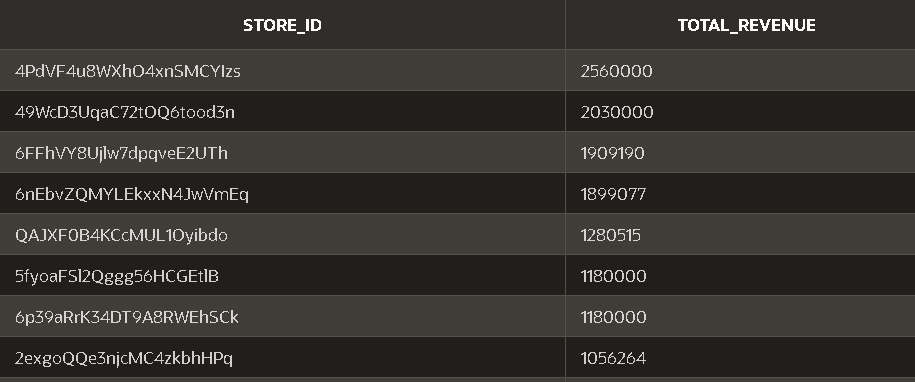 STORE_ID TOTAL_REVENUE
4PdVF4u8WXhO4xnSMCYIzs 2560000
49WcD3UqaC72tOQ6tood3n 2030000
6FFhVY8Ujlw7dpqveE2UTh 1909190
6nEbvZQMYLEkxxN4JwVmEq 1899077
QAJXF0B4KCcMUL1Oyibdo 1280515
5fyoaFSl2Qggg56HCGEtlB 1180000
6p39aRrK34DT9A8RWEhSCk 1180000
2exgoQQe3njcMC4zkbhHPq 1056264